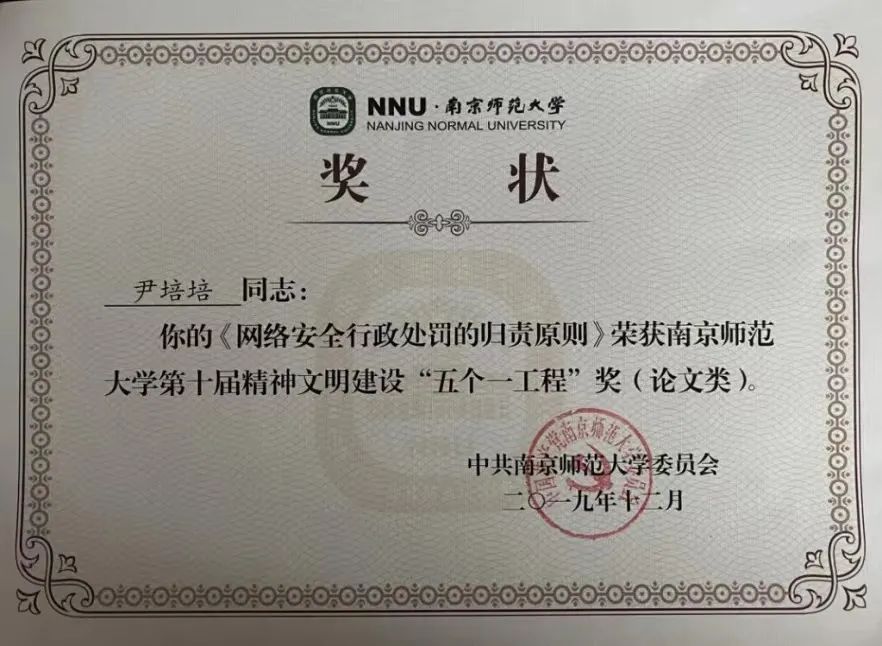 NNU·南京师范大学
NANJING NORMAL UNIVERSITY
奖 状
尹培培 同志：
你的《网络安全行政处罚的归责原则》荣获南京师范
大学第十届精神文明建设“五个一工程”奖（论文类）。
中共南京师范大学委员会
二〇一九年十二月